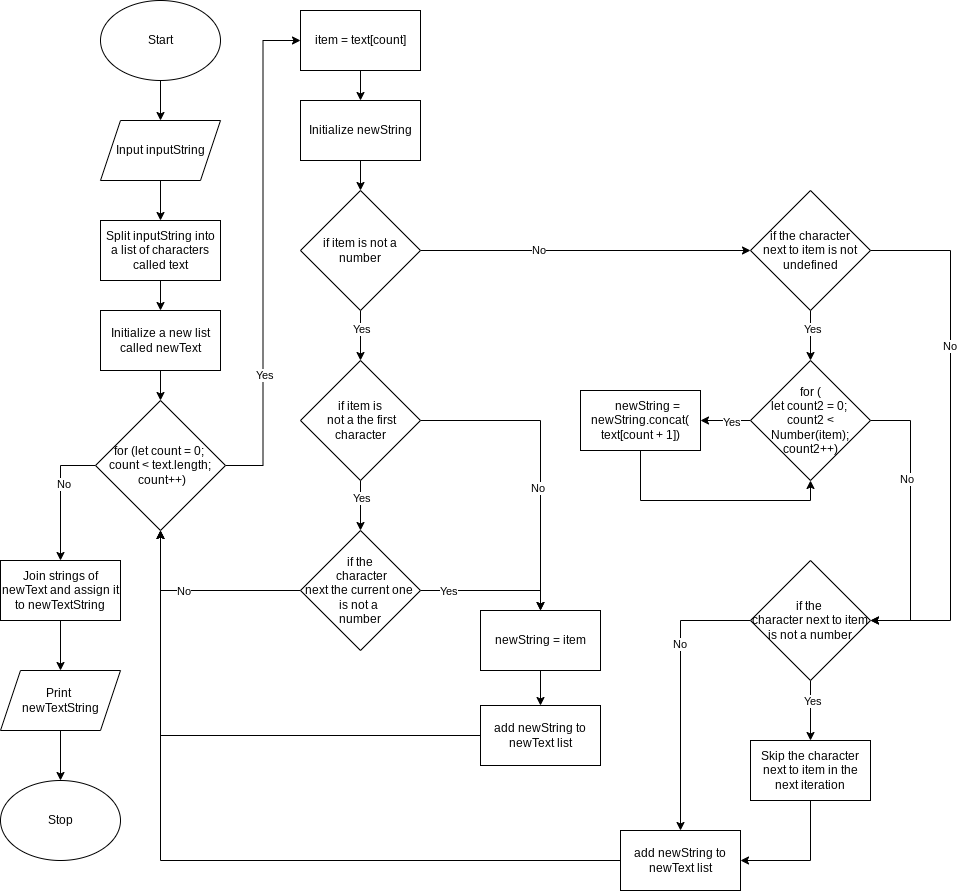 Start
Input inputString
Split inputString into
a list of characters
called text
Initialize a new list
called newText
for (let count = 0;
count < text.length;
count++)
No
Yes
Join strings of
newText and assign it
to newTextString
Print
newTextString
Stop
item = text[count]
Initialize newString
if item is not a
number
No
Yes
if item is
not a the first
character
No
Yes
if the
character
next the current one
is not a
number
No
Yes
newString = item
add newString to
newText list
if the character
next to item is not
undefined
No
Yes
for (
let count2 = 0;
count2 <
Number(item);
count2++)
Yes
No
newString =
newString.concat(
text[count + 1])
if the
character next to item
is not a number
No
Yes
Skip the character
next to item in the
next iteration
add newString to
newText list